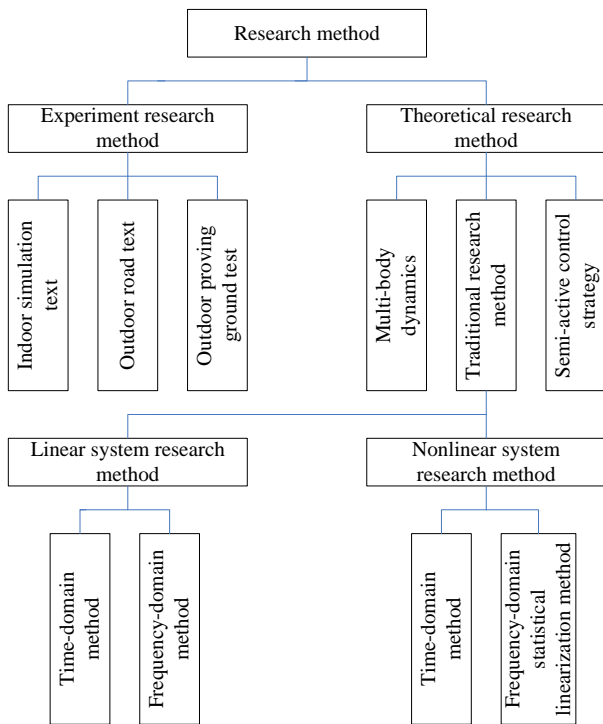 Research method
Experiment research
method
Theoretical research
method
Indoor simulation
text
Outdoor road text
Outdoor proving
ground test
Multi-body
dynamics
Traditional research
method
Semi-active control
strategy
Linear system research
method
Nonlinear system
research method
Time-domain
method
Frequency-domain
method
Time-domain
method
Frequency-domain
statistical
linearization method